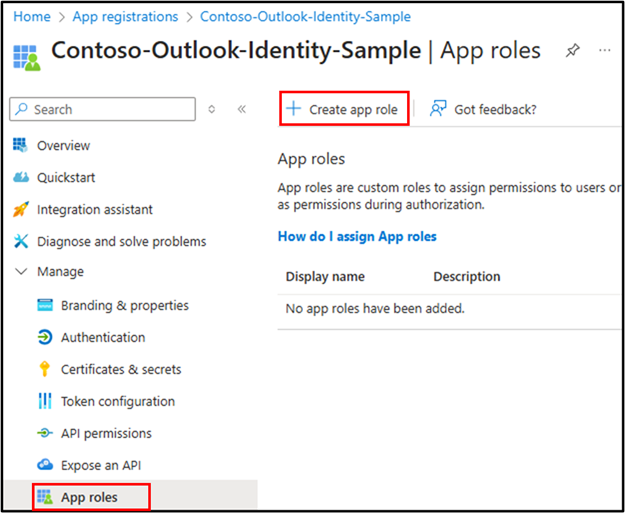 Home > App registrations > Contoso-Outlook-Identity-Sample
Contoso-Outlook-Identity-Sample | App roles
Search
Create app role
Got feedback?
Overview
Quickstart
Integration assistant
Diagnose and solve problems
Manage
Branding & properties
Authentication
Certificates & secrets
Token configuration
API permissions
Expose an API
App roles
App roles
App roles are custom roles to assign permissions to users or
as permissions during authorization.
How do I assign App roles
Display name Description
No app roles have been added.